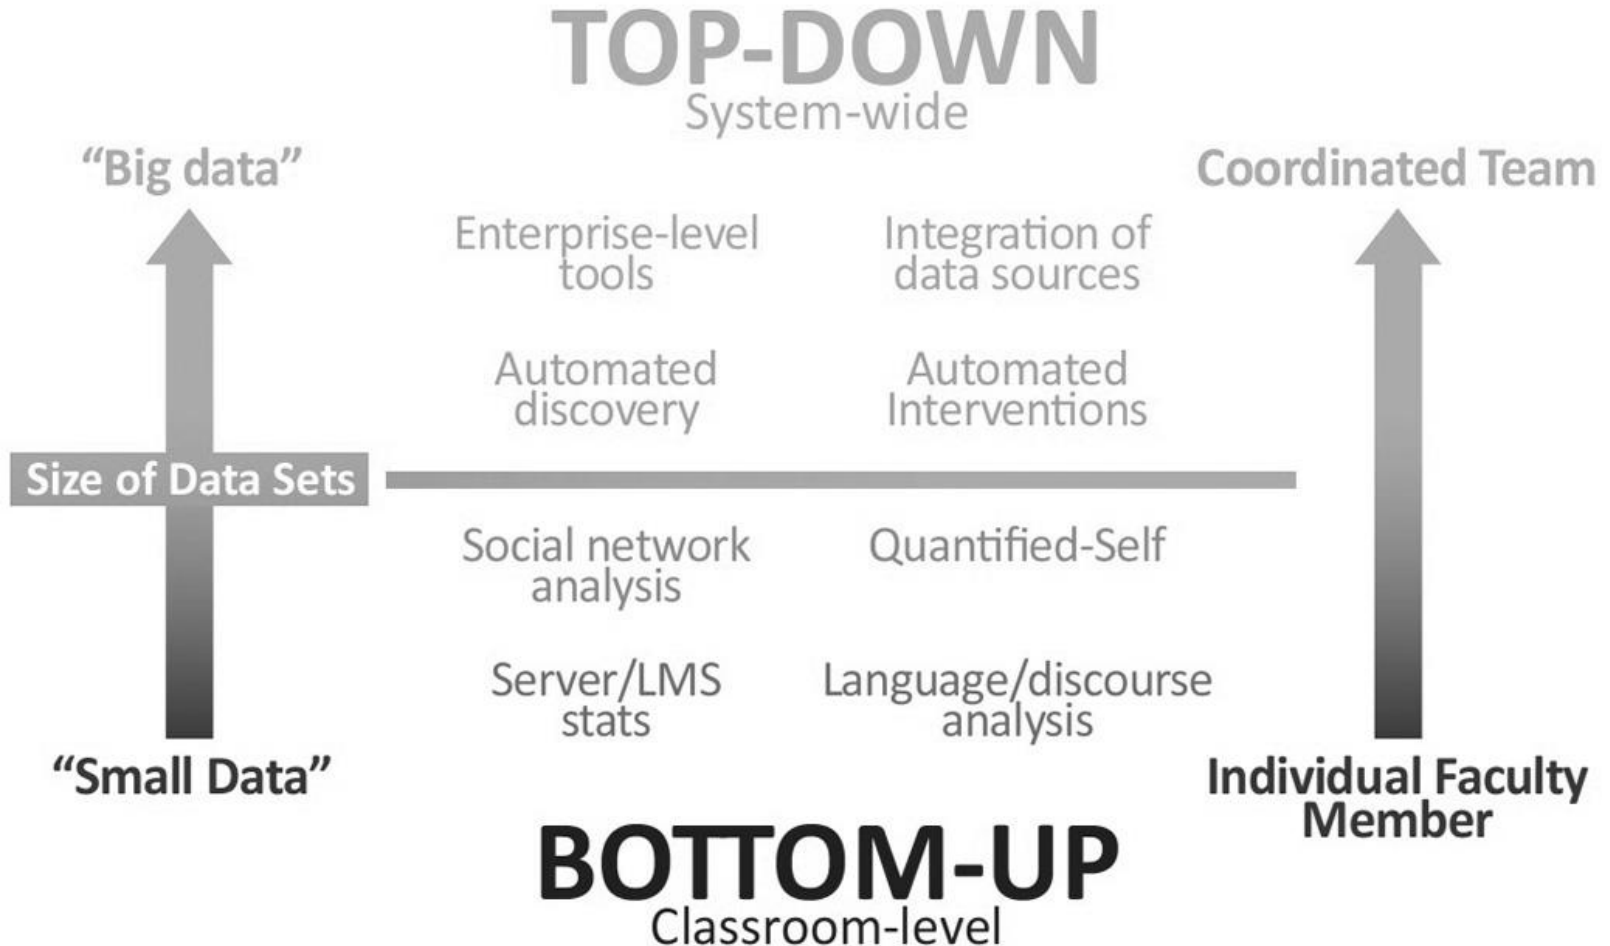 TOP-DOWN
System-wide
“Big data”
Coordinated Team
Enterprise-level
tools
Integration of
data sources
Automated
discovery
Automated
Interventions
Size of Data Sets
Social network
analysis
Quantified-Self
Server/LMS
stats
Language/discourse
analysis
“Small Data”
Individual Faculty
Member
BOTTOM-UP
Classroom-level